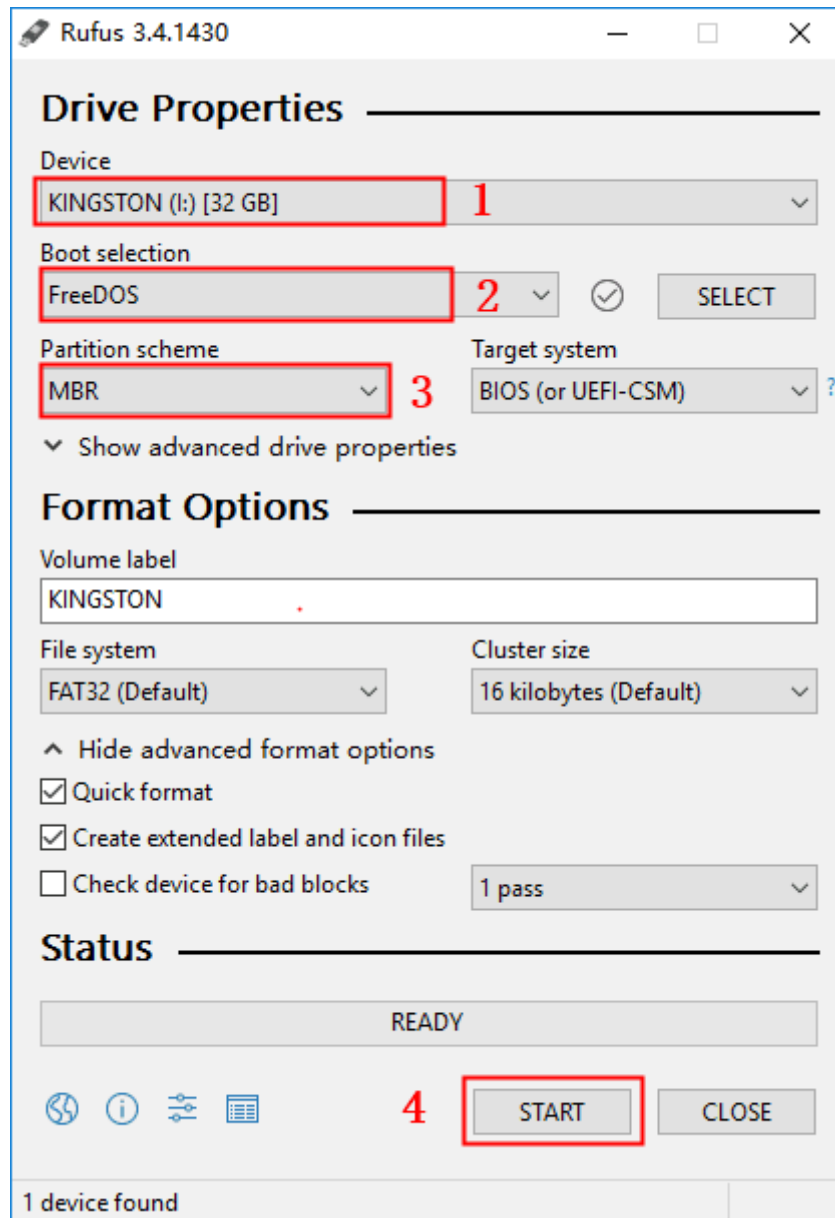 Rufus 3.4.1430
Drive Properties
Device
KINGSTON (I:) [32 GB] 1
Boot selection
FreeDOS 2 SELECT
Partition scheme Target system
MBR 3 BIOS (or UEFI-CSM) ?
Show advanced drive properties
Format Options
Volume label
KINGSTON
File system Cluster size
FAT32 (Default) 16 kilobytes (Default)
Hide advanced format options
Quick format
Create extended label and icon files
Check device for bad blocks 1 pass
Status
READY
4 START CLOSE
1 device found